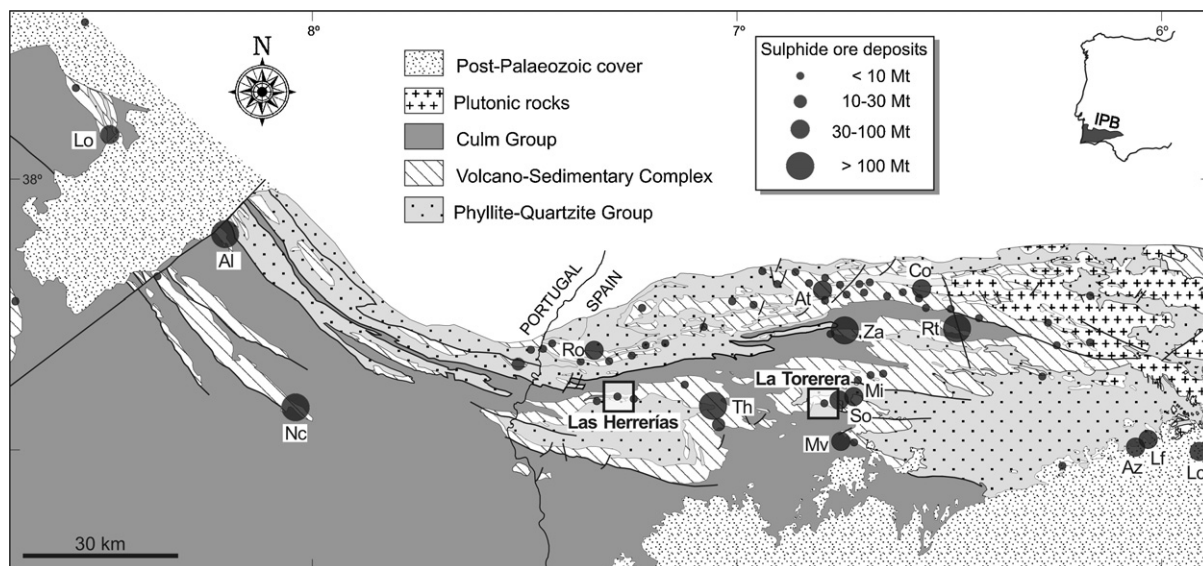 8º
7º
6º
N
Post-Palaeozoic cover
Plutonic rocks
Culm Group
Volcano-Sedimentary Complex
Phyllite-Quartzite Group
Sulphide ore deposits
< 10 Mt
10-30 Mt
30-100 Mt
> 100 Mt
IPB
Lo
38º
Al
PORTUGAL
SPAIN
At
Co
Ro
Za
Rt
La Torerera
Mi
Las Herrerías
Th
So
Nc
Mv
Az
Lf
Lc
30 km